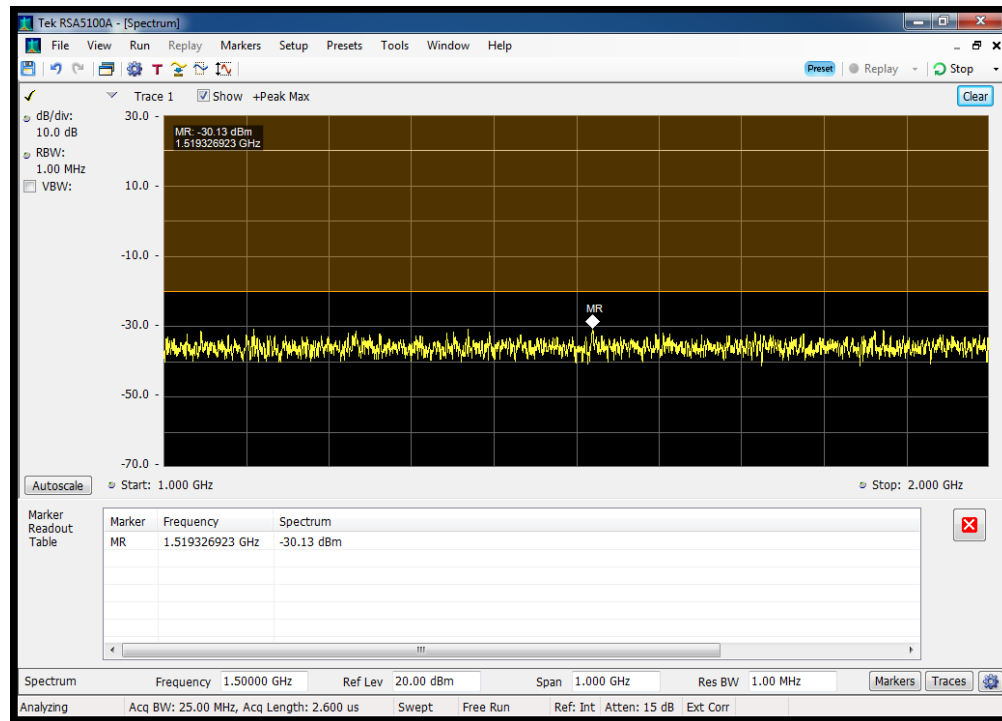 Tek RSA5100A - [Spectrum]
File View Run Replay Markers Setup Presets Tools Window Help
T Preset Replay Stop
Trace 1 Show +Peak Max Clear
dB/div:
10.0 dB
RBW:
1.00 MHz
VBW:
30.0
MR: -30.13 dBm
1.519326923 GHz
10.0
-10.0
MR
-30.0
-50.0
-70.0
Autoscale Start: 1.000 GHz Stop: 2.000 GHz
Marker
Readout
Table
Marker Frequency Spectrum
MR 1.519326923 GHz -30.13 dBm
Spectrum Frequency 1.50000 GHz Ref Lev 20.00 dBm Span 1.000 GHz Res BW 1.00 MHz Markers Traces
Analyzing Acq BW: 25.00 MHz, Acq Length: 2.600 us Swept Free Run Ref: Int Atten: 15 dB Ext Corr